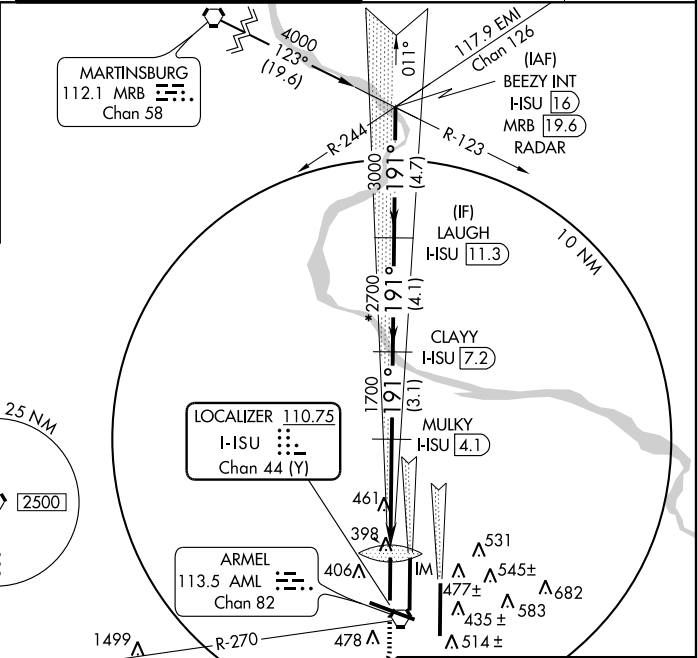 117.9 EMI
Chan 126
4000
123°
(19.6)
011°
MARTINSBURG
112.1 MRB
Chan 58
(IAF)
BEEZY INT
I-ISU 16
MRB 19.6
RADAR
R-244
R-123
3000
191°
(4.7)
(IF)
LAUGH
I-ISU 11.3
10 NM
*2700
191°
(4.1)
CLAYY
I-ISU 7.2
1700
191°
(3.1)
25 NM
LOCALIZER 110.75
I-ISU
Chan 44 (Y)
MULKY
I-ISU 4.1
2500
461
398
531
ARMEL
113.5 AML
Chan 82
406
IM
545±
477±
682
583
435±
1499
R-270
478
514±